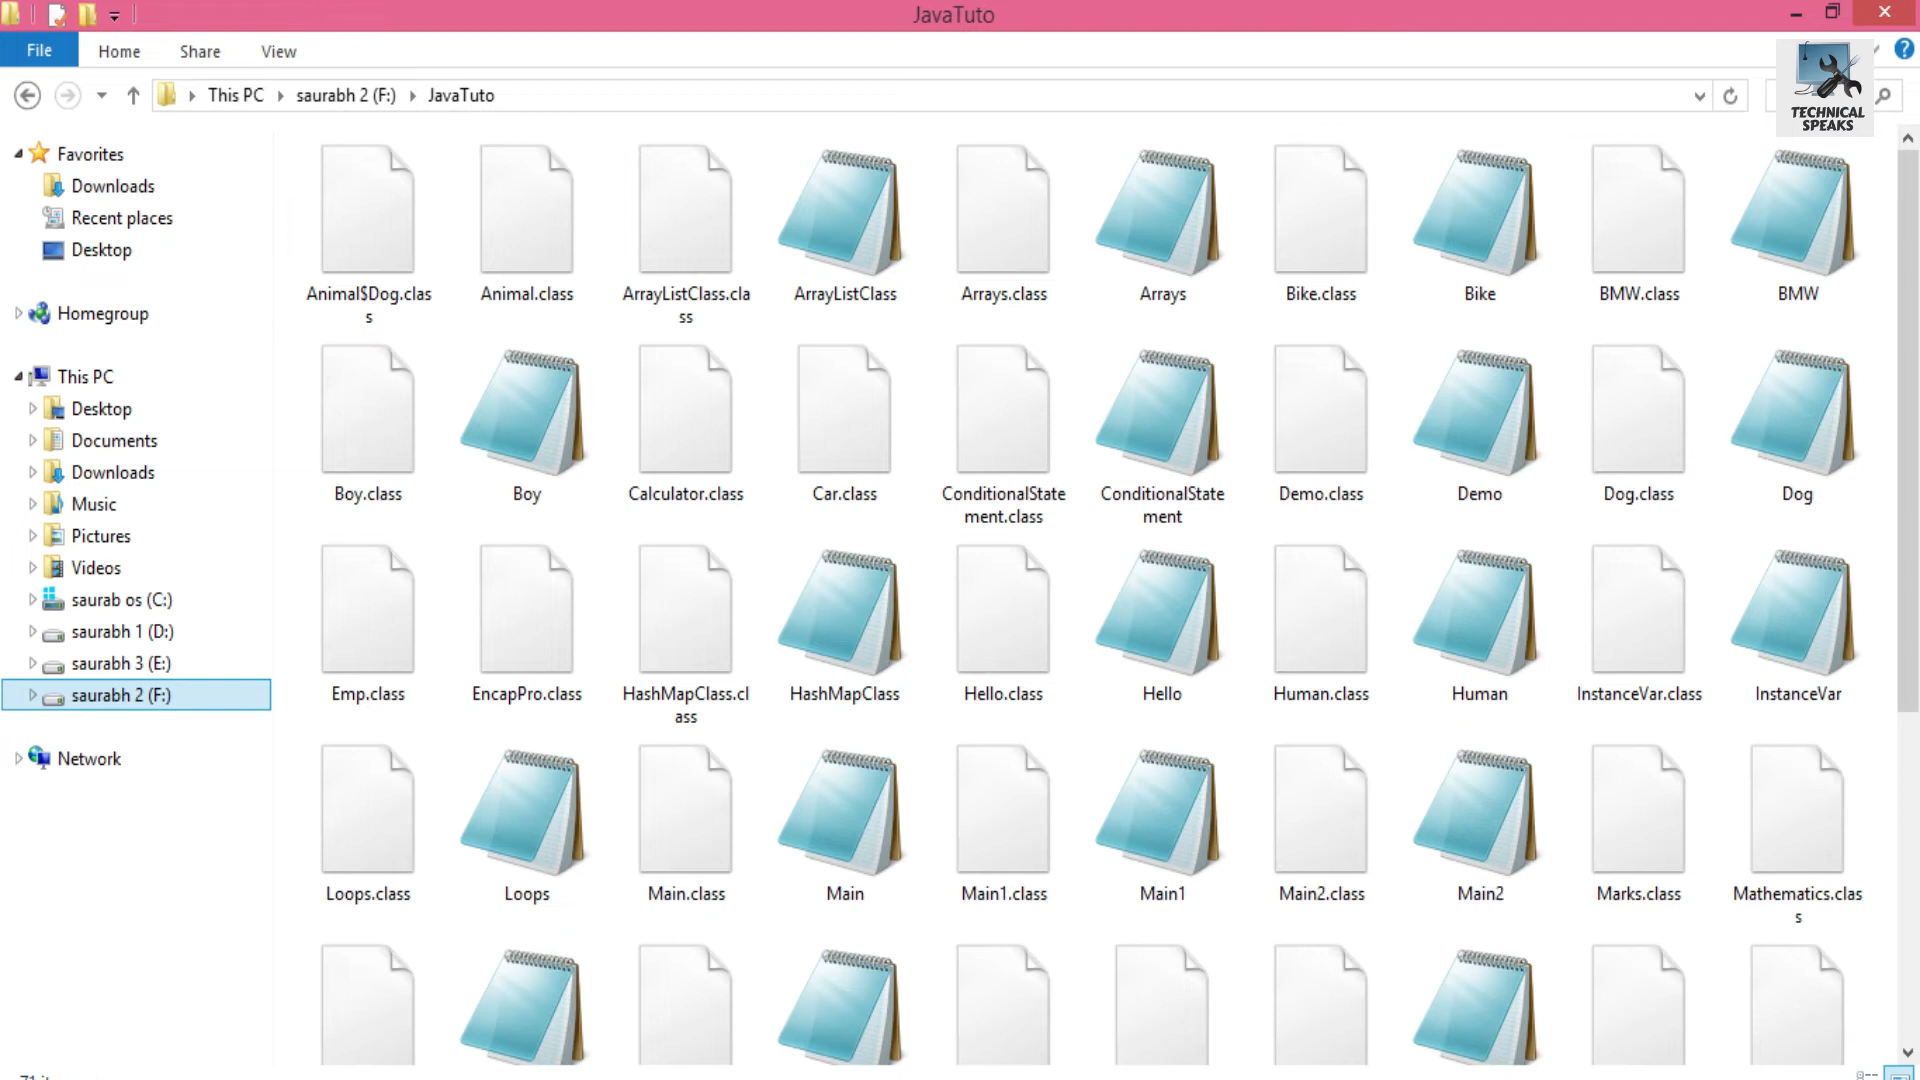 JavaTuto
File Home Share View
TECHNICAL
SPEAKS
This PC saurabh 2 (F:) JavaTuto
Favorites
Downloads
Recent places
Desktop
Homegroup
This PC
Desktop
Documents
Downloads
Music
Pictures
Videos
saurab os (C:)
saurabh 1 (D:)
saurabh 3 (E:)
saurabh 2 (F:)
Network
Animal$Dog.clas
s
Animal.class
ArrayListClass.cla
ss
ArrayListClass
Arrays.class
Arrays
Bike.class
Bike
BMW.class
BMW
Boy.class
Boy
Calculator.class
Car.class
ConditionalState
ment.class
ConditionalState
ment
Demo.class
Demo
Dog.class
Dog
Emp.class
EncapPro.class
HashMapClass.cl
ass
HashMapClass
Hello.class
Hello
Human.class
Human
InstanceVar.class
InstanceVar
Loops.class
Loops
Main.class
Main
Main1.class
Main1
Main2.class
Main2
Marks.class
Mathematics.clas
s